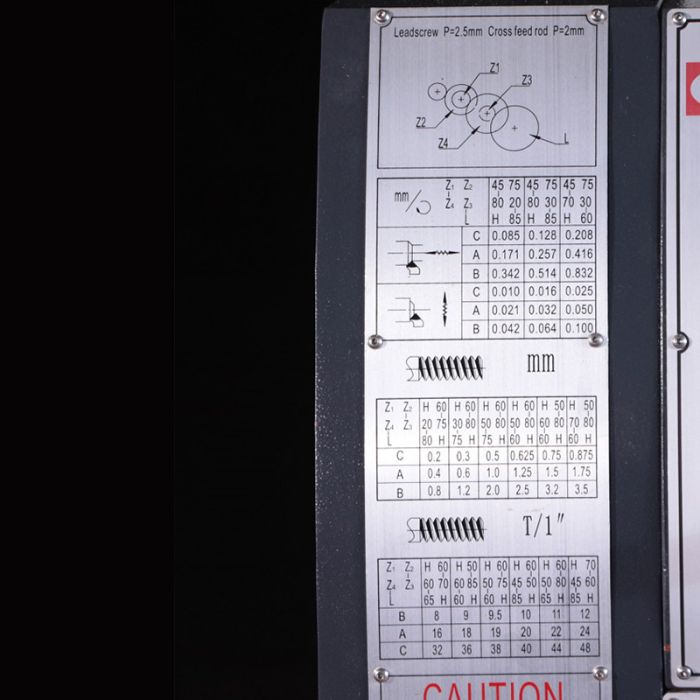 Leadscrew P=2.5mm Cross feed rod P=2mm
Z1
Z3
Z2
Z4
L
mm/ Z1 Z2 45 75 45 75 45 75
Z4 Z3 80 20 80 30 70 30
L H 85 H 85 H 60
C 0.085 0.128 0.208
A 0.171 0.257 0.416
B 0.342 0.514 0.832
C 0.010 0.016 0.025
A 0.021 0.032 0.050
B 0.042 0.064 0.100
mm
Z1 Z2 H 60 H 60 H 60 H 60 H 50 H 50
Z4 Z3 20 75 30 80 50 80 50 80 60 80 70 80
L 80 H 75 H 75 H 60 H 60 H 60 H
C 0.2 0.3 0.5 0.625 0.75 0.875
A 0.4 0.6 1.0 1.25 1.5 1.75
B 0.8 1.2 2.0 2.5 3.2 3.5
T/1"
Z1 Z2 H 60 H 50 H 60 H 60 H 60 H 70
Z4 Z3 60 70 60 85 50 75 45 50 50 80 45 60
L 65 H 60 H 60 H 85 H 65 H 85 H
B 8 9 9.5 10 11 12
A 16 18 19 20 22 24
C 32 36 38 40 44 48
CAUTION